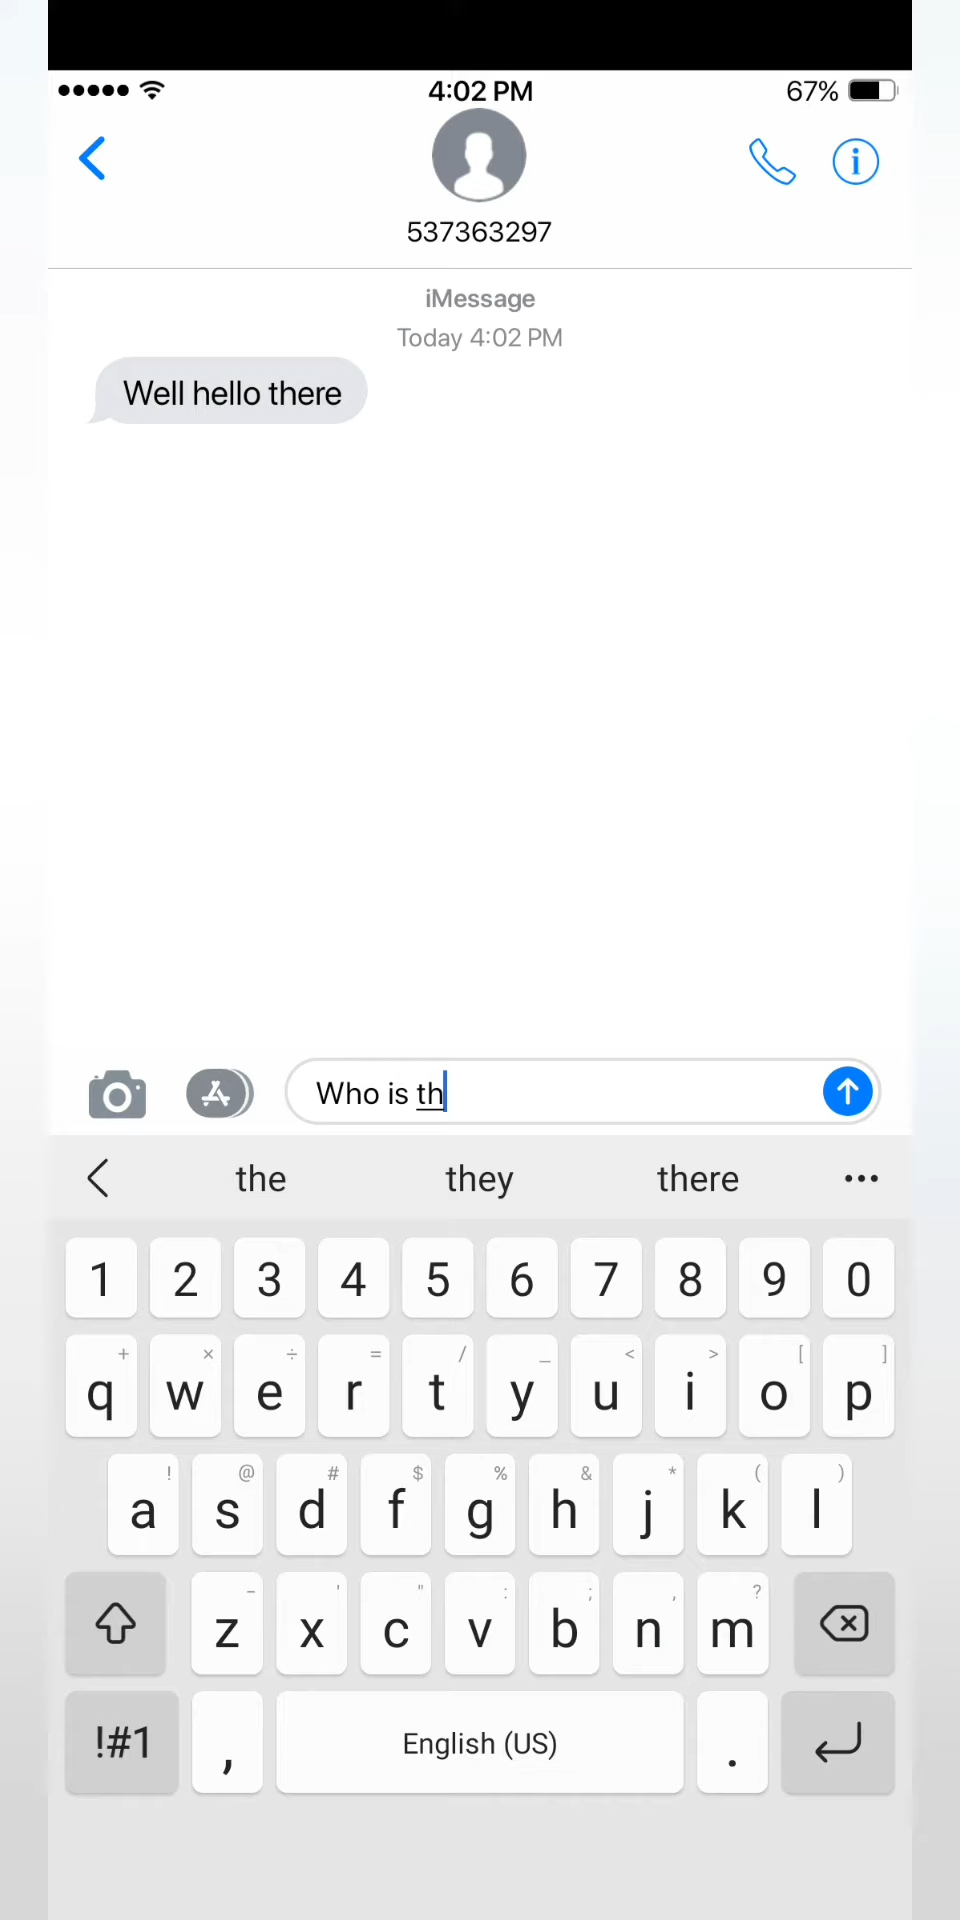 4:02 PM
67%
537363297
iMessage
Today 4:02 PM
Well hello there
Who is th
the they there
1 2 3 4 5 6 7 8 9 0
+ × ÷ = / _ < > [ ]
q w e r t y u i o p
! @ # $ % & * ( )
a s d f g h j k l
- ' " : ; , ?
z x c v b n m
!#1 , English (US) .